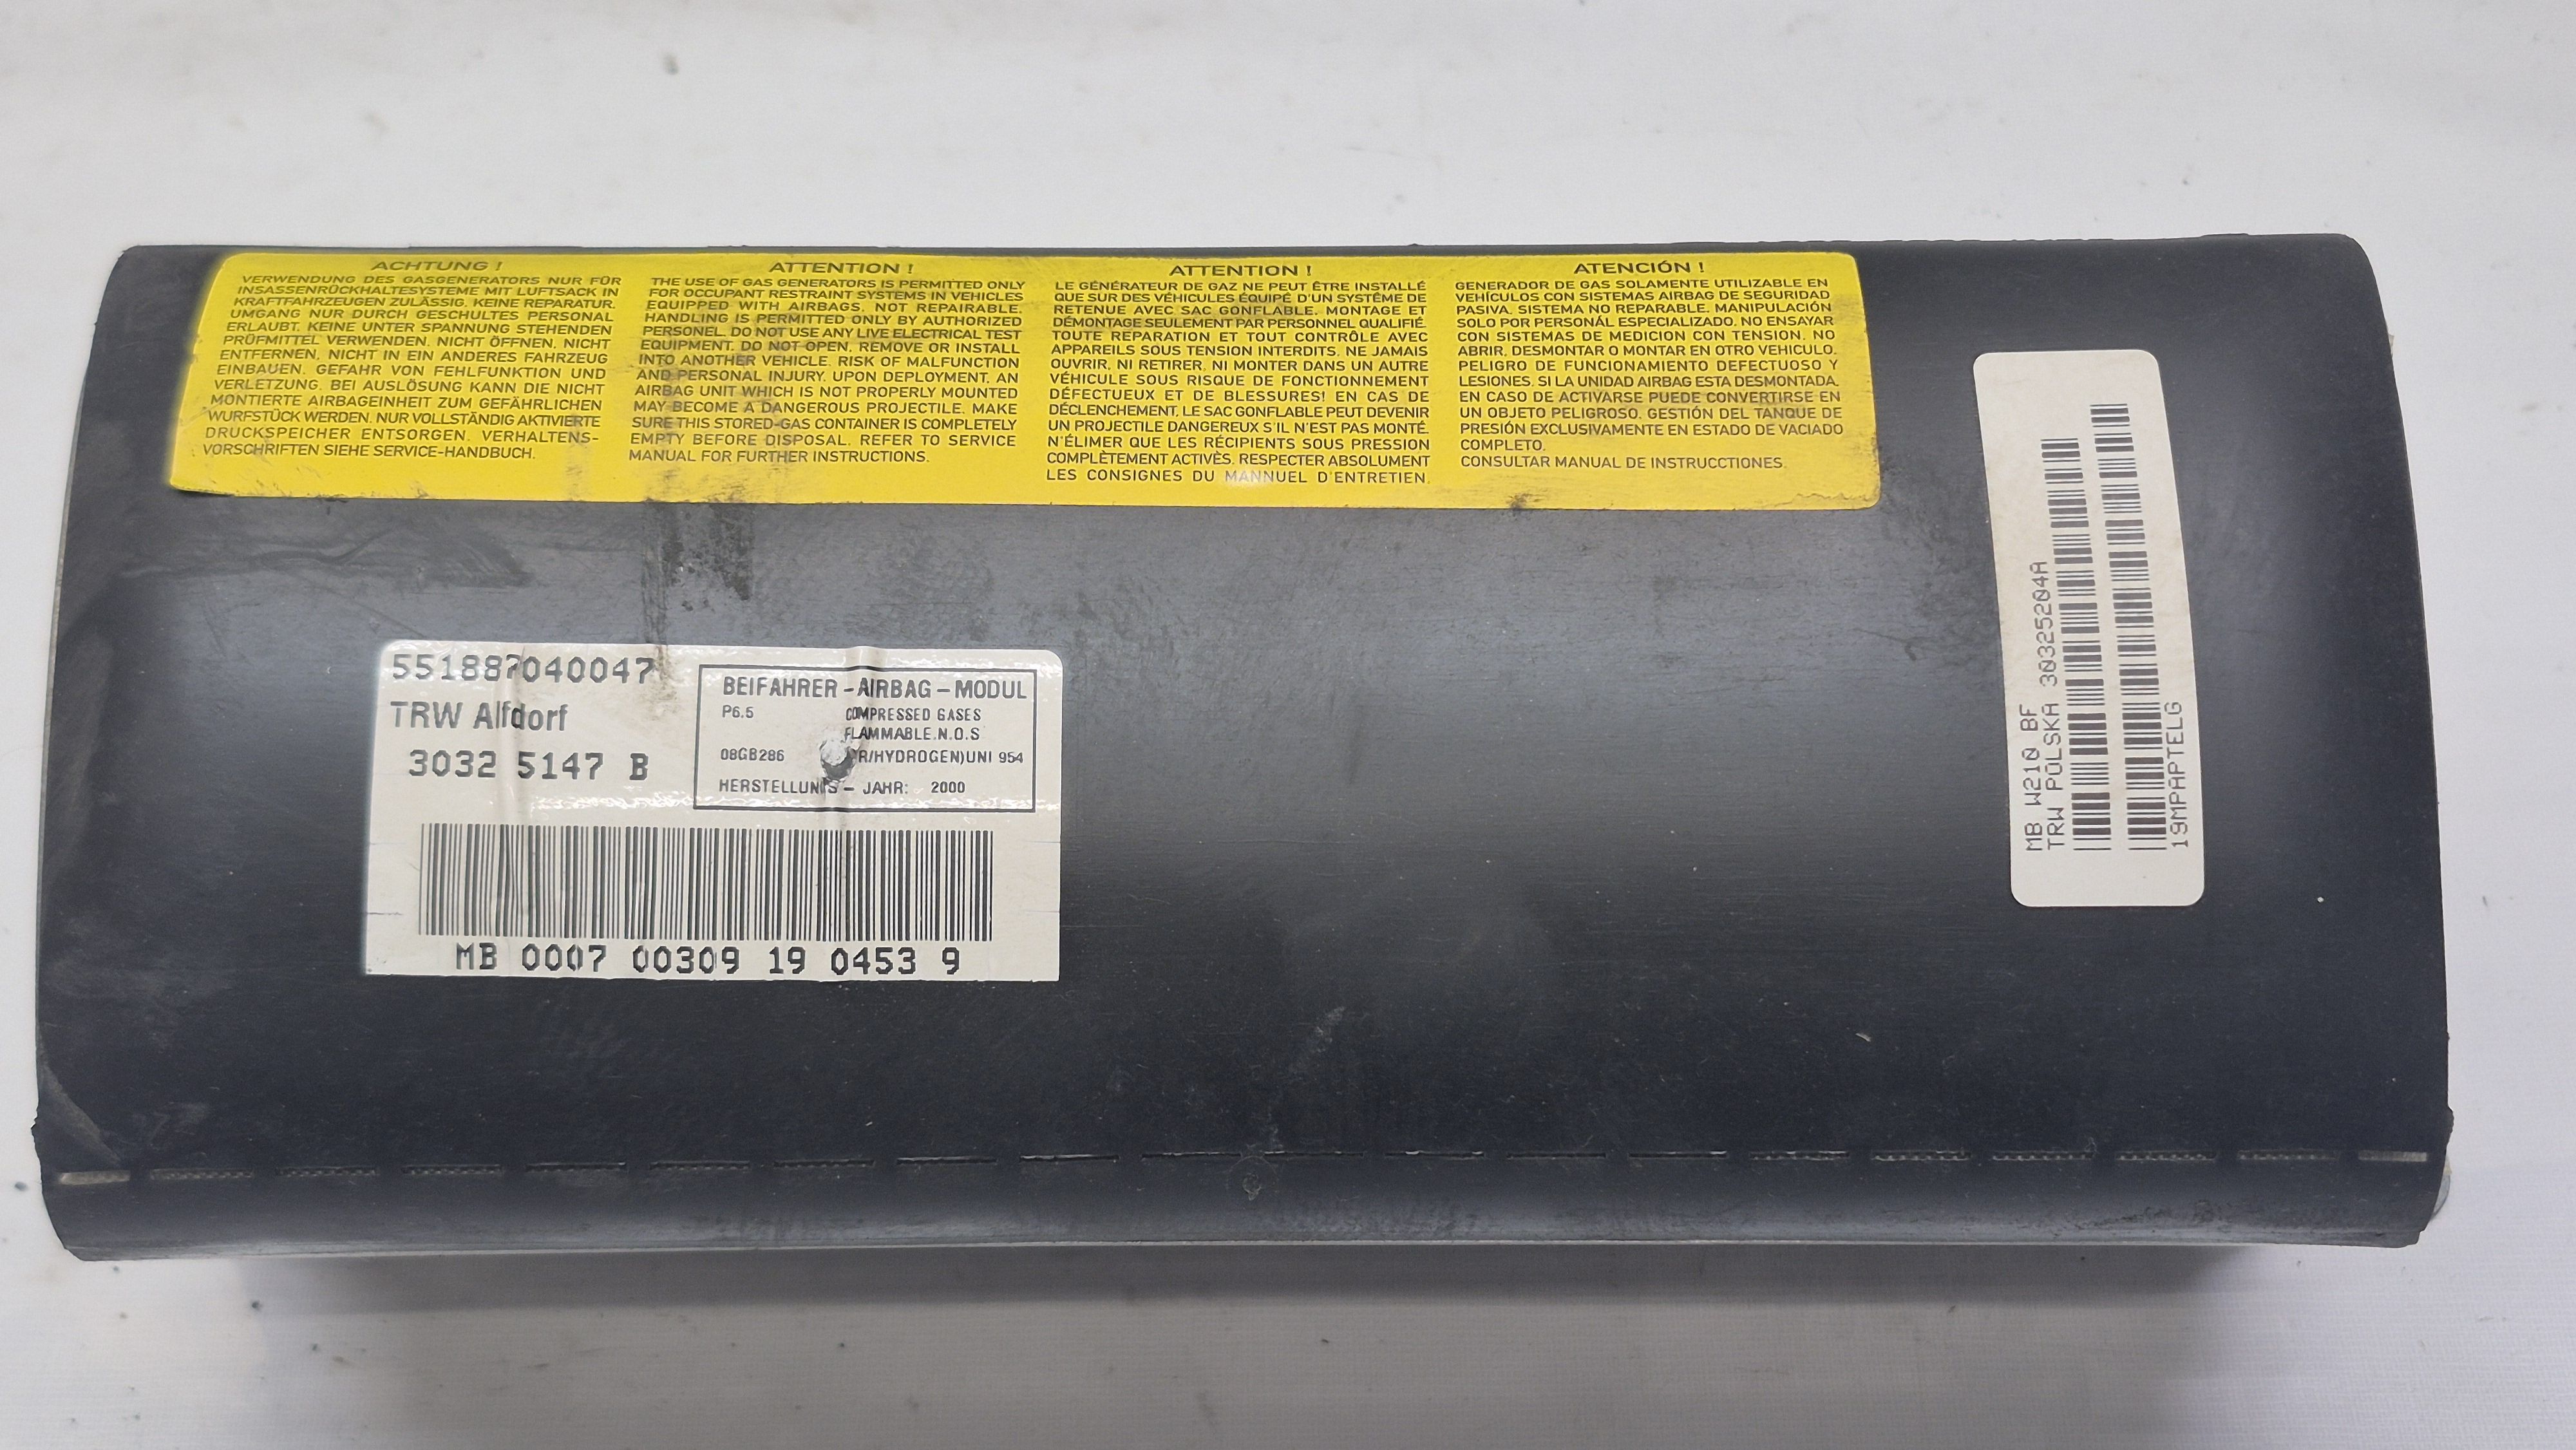 ACHTUNG !
VERWENDUNG DES GASGENERATORS NUR FÜR
INSASSENRÜCKHALTESYSTEME MIT LUFTSACK IN
KRAFTFAHRZEUGEN ZULÄSSIG. KEINE REPARATUR.
UMGANG NUR DURCH GESCHULTES PERSONAL
ERLAUBT. KEINE UNTER SPANNUNG STEHENDEN
PRÜFMITTEL VERWENDEN. NICHT ÖFFNEN, NICHT
ENTFERNEN, NICHT IN EIN ANDERES FAHRZEUG
EINBAUEN. GEFAHR VON FEHLFUNKTION UND
VERLETZUNG. BEI AUSLÖSUNG KANN DIE NICHT
MONTIERTE AIRBAGEINHEIT ZUM GEFÄHRLICHEN
WURFSTÜCK WERDEN. NUR VOLLSTÄNDIG AKTIVIERTE
DRUCKSPEICHER ENTSORGEN. VERHALTENS-
VORSCHRIFTEN SIEHE SERVICE-HANDBUCH.
ATTENTION !
THE USE OF GAS GENERATORS IS PERMITTED ONLY
FOR OCCUPANT RESTRAINT SYSTEMS IN VEHICLES
EQUIPPED WITH AIRBAGS. NOT REPAIRABLE.
HANDLING IS PERMITTED ONLY BY AUTHORIZED
PERSONEL. DO NOT USE ANY LIVE ELECTRICAL TEST
EQUIPMENT. DO NOT OPEN, REMOVE OR INSTALL
INTO ANOTHER VEHICLE. RISK OF MALFUNCTION
AND PERSONAL INJURY. UPON DEPLOYMENT, AN
AIRBAG UNIT WHICH IS NOT PROPERLY MOUNTED
MAY BECOME A DANGEROUS PROJECTILE. MAKE
SURE THIS STORED-GAS CONTAINER IS COMPLETELY
EMPTY BEFORE DISPOSAL. REFER TO SERVICE
MANUAL FOR FURTHER INSTRUCTIONS.
ATTENTION !
LE GÉNÉRATEUR DE GAZ NE PEUT ÊTRE INSTALLÉ
QUE SUR DES VÉHICULES ÉQUIPÉ D'UN SYSTÊME DE
RETENUE AVEC SAC GONFLABLE. MONTAGE ET
DÉMONTAGE SEULEMENT PAR PERSONNEL QUALIFIÉ.
TOUTE RÉPARATION ET TOUT CONTRÔLE AVEC
APPAREILS SOUS TENSION INTERDITS. NE JAMAIS
OUVRIR, NI RETIRER, NI MONTER DANS UN AUTRE
VÉHICULE SOUS RISQUE DE FONCTIONNEMENT
DÉFECTUEUX ET DE BLESSURES! EN CAS DE
DÉCLENCHEMENT, LE SAC GONFLABLE PEUT DEVENIR
UN PROJECTILE DANGEREUX S'IL N'EST PAS MONTÉ.
N'ÉLIMER QUE LES RÉCIPIENTS SOUS PRESSION
COMPLÈTEMENT ACTIVÈS. RESPECTER ABSOLUMENT
LES CONSIGNES DU MANNUEL D'ENTRETIEN.
ATENCIÓN !
GENERADOR DE GAS SOLAMENTE UTILIZABLE EN
VEHÍCULOS CON SISTEMAS AIRBAG DE SEGURIDAD
PASIVA. SISTEMA NO REPARABLE. MANIPULACIÓN
SOLO POR PERSONÁL ESPECIALIZADO. NO ENSAYAR
CON SISTEMAS DE MEDICION CON TENSION. NO
ABRIR, DESMONTAR O MONTAR EN OTRO VEHICULO.
PELIGRO DE FUNCIONAMIENTO DEFECTUOSO Y
LESIONES. SI LA UNIDAD AIRBAG ESTA DESMONTADA,
EN CASO DE ACTIVARSE PUEDE CONVERTIRSE EN
UN OBJETO PELIGROSO. GESTIÓN DEL TANQUE DE
PRESIÓN EXCLUSIVAMENTE EN ESTADO DE VACIADO
COMPLETO.
CONSULTAR MANUAL DE INSTRUCCTIONES.
551887040047
TRW Alfdorf
3032 5147 B
BEIFAHRER-AIRBAG-MODUL
P6.5 COMPRESSED GASES
FLAMMABLE.N.O.S
08GB286 R/HYDROGEN)UNI 954
HERSTELLUNGS - JAHR: 2000
MB 0007 00309 19 0453 9
MB W210 BF
TRW POLSKA 30325204A
19MPAPTELG